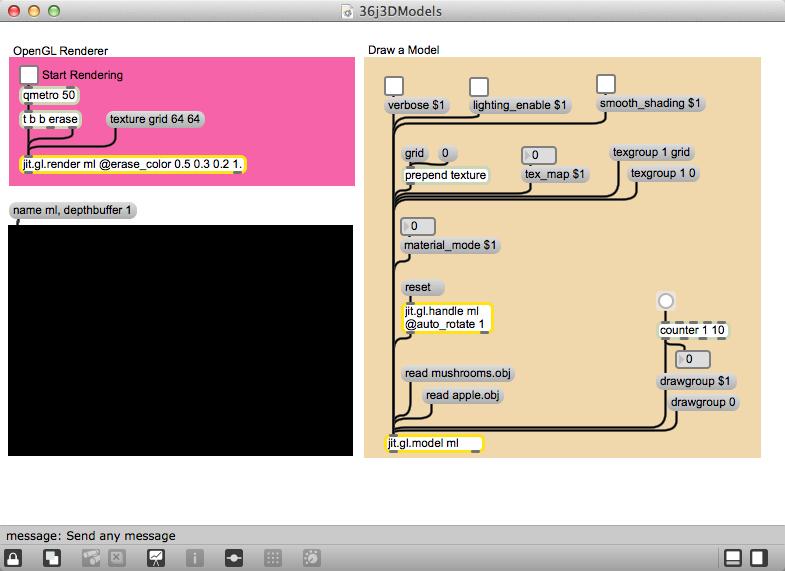 36j3DModels
OpenGL Renderer
Start Rendering
qmetro 50
t b b erase
texture grid 64 64
jit.gl.render ml @erase_color 0.5 0.3 0.2 1.
name ml, depthbuffer 1
Draw a Model
verbose $1
lighting_enable $1
smooth_shading $1
grid
0
prepend texture
0
tex_map $1
texgroup 1 grid
texgroup 1 0
0
material_mode $1
reset
jit.gl.handle ml
@auto_rotate 1
counter 1 10
0
read mushrooms.obj
drawgroup $1
read apple.obj
drawgroup 0
jit.gl.model ml
message: Send any message